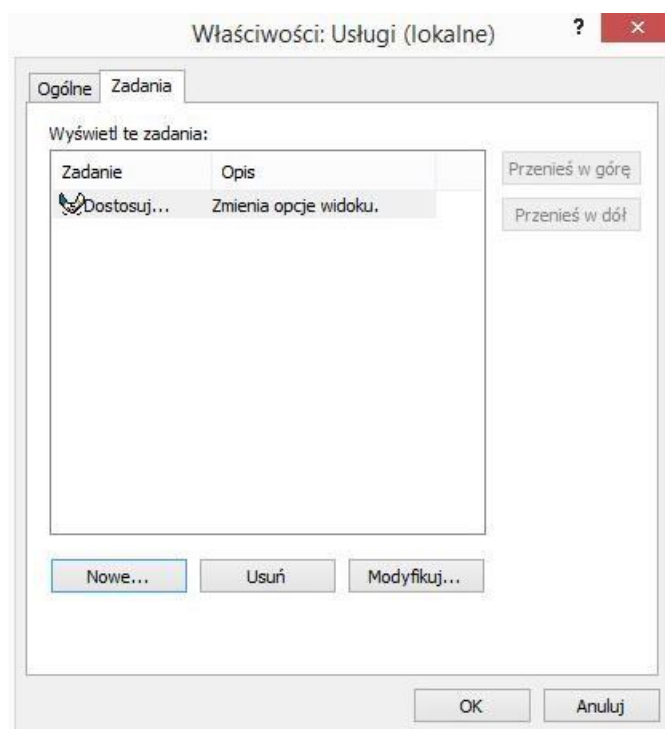 Właściwości: Usługi (lokalne)
?
×
Ogólne
Zadania
Wyświetl te zadania:
Zadanie
Opis
Dostosuj...
Zmienia opcje widoku.
Przenieś w górę
Przenieś w dół
Nowe...
Usuń
Modyfikuj...
OK
Anuluj